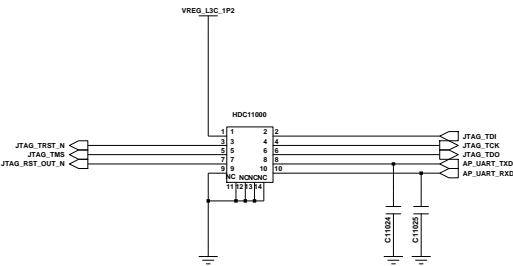 VREG_L3C_1P2
HDC11000
1 1 2 2 JTAG_TDI
JTAG_TRST_N 3 3 4 4 JTAG_TCK
JTAG_TMS 5 5 6 6 JTAG_TDO
JTAG_RST_OUT_N 7 7 8 8 AP_UART_TXD
9 9 10 10 AP_UART_RXD
NC NC NC NC
11 12 13 14
C11024 C11025